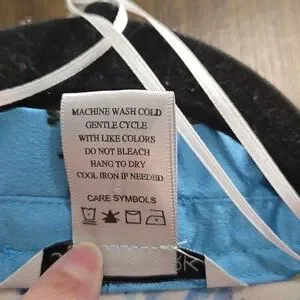 MACHINE WASH COLD
GENTLE CYCLE
WITH LIKE COLORS
DO NOT BLEACH
HANG TO DRY
COOL IRON IF NEEDED
CARE SYMBOLS